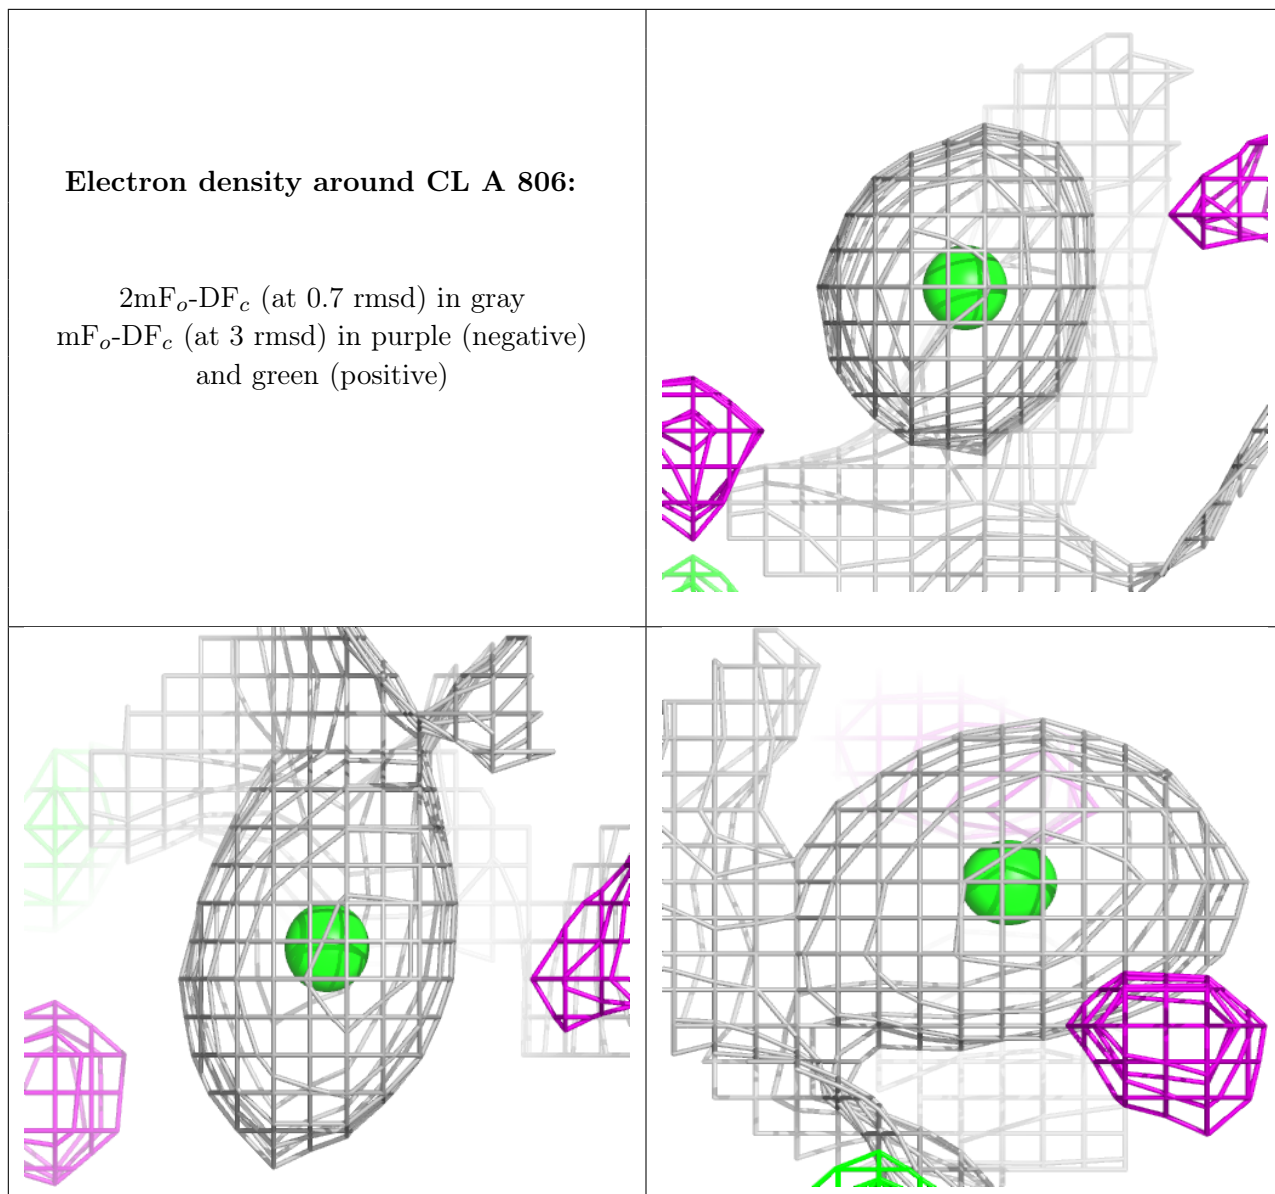 Electron density around CL A 806:
2mFo-DFc (at 0.7 rmsd) in gray
mFo-DFc (at 3 rmsd) in purple (negative)
and green (positive)